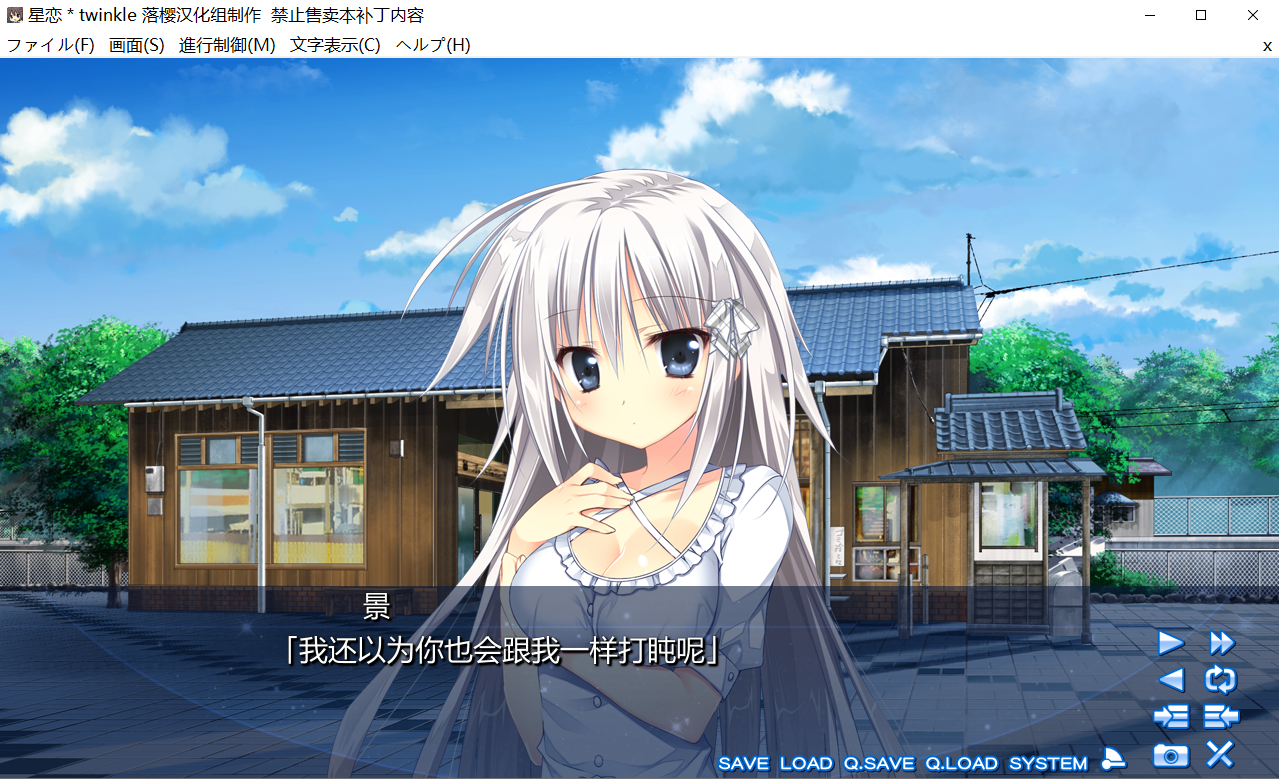 星恋 * twinkle 落樱汉化组制作  禁止售卖本补丁内容
ファイル(F)  画面(S)  進行制御(M)  文字表示(C)  ヘルプ(H)
x
景
「我还以为你也会跟我一样打盹呢」
SAVE LOAD Q.SAVE Q.LOAD SYSTEM